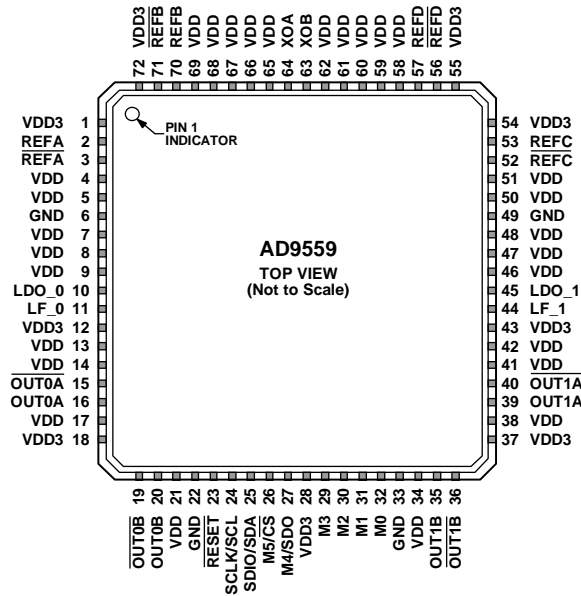 72 VDD3
71 REFB
70 REFB
69 VDD
68 VDD
67 VDD
66 VDD
65 VDD
64 XOA
63 XOB
62 VDD
61 VDD
60 VDD
59 VDD
58 VDD
57 REFD
56 REFD
55 VDD3
VDD3 1
REFA 2
REFA 3
VDD 4
VDD 5
GND 6
VDD 7
VDD 8
VDD 9
LDO_0 10
LF_0 11
VDD3 12
VDD 13
VDD 14
OUT0A 15
OUT0A 16
VDD 17
VDD3 18
PIN 1
INDICATOR
AD9559
TOP VIEW
(Not to Scale)
54 VDD3
53 REFC
52 REFC
51 VDD
50 VDD
49 GND
48 VDD
47 VDD
46 VDD
45 LDO_1
44 LF_1
43 VDD3
42 VDD
41 VDD
40 OUT1A
39 OUT1A
38 VDD
37 VDD3
OUT0B 19
OUT0B 20
VDD 21
GND 22
RESET 23
SCLK/SCL 24
SDIO/SDA 25
M5/CS 26
M4/SDO 27
VDD3 28
M3 29
M2 30
M1 31
M0 32
GND 33
VDD 34
OUT1B 35
OUT1B 36